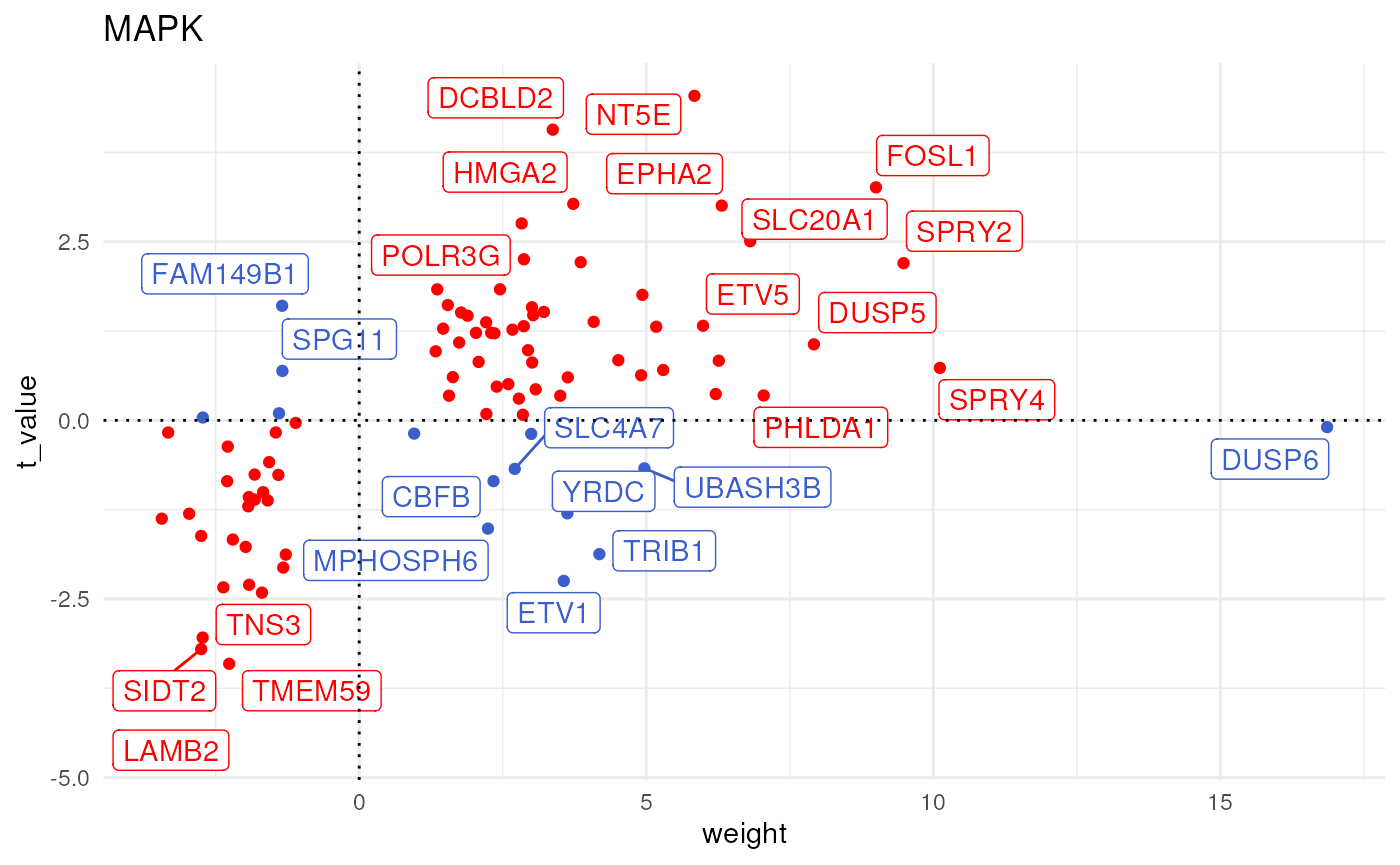 MAPK
DCBLD2
NT5E
FOSL1
HMGA2
EPHA2
SLC20A1
SPRY2
2.5
POLR3G
FAM149B1
ETV5
DUSP5
SPG11
SPRY4
0.0
SLC4A7
PHLDA1
t_value
DUSP6
CBFB
YRDC
UBASH3B
MPHOSPH6
TRIB1
-2.5
ETV1
TNS3
SIDT2
TMEM59
LAMB2
-5.0
0
5
10
15
weight